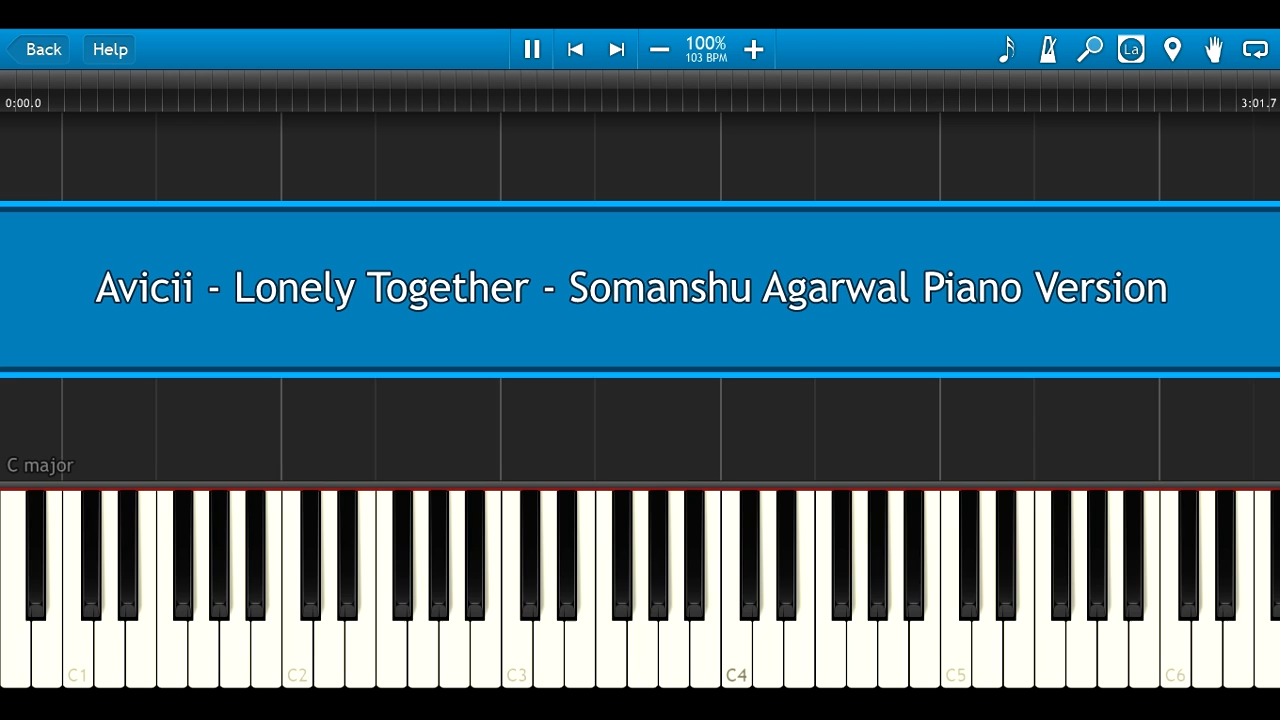 Back Help 100% La
103 BPM
0:00.0 3:01.7
Avicii - Lonely Together - Somanshu Agarwal Piano Version
C major
C1 C2 C3 C4 C5 C6